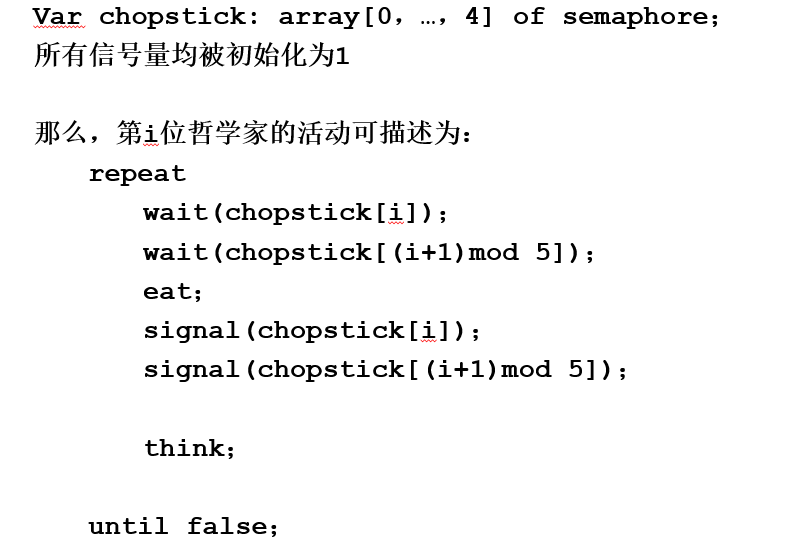 Var chopstick: array[0, …, 4] of semaphore;
所有信号量均被初始化为1
那么，第i位哲学家的活动可描述为:
repeat
wait(chopstick[i]);
wait(chopstick[(i+1)mod 5]);
eat;
signal(chopstick[i]);
signal(chopstick[(i+1)mod 5]);
think;
until false;